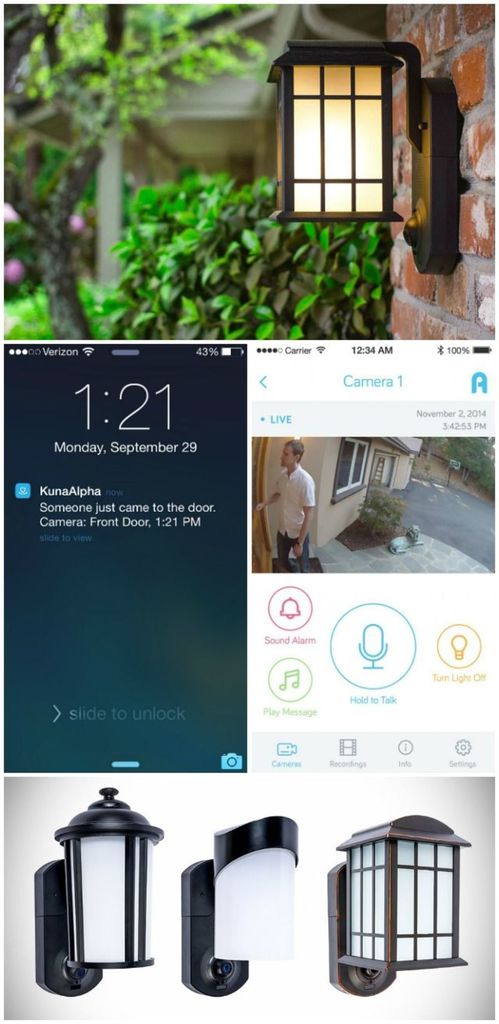 Verizon 43%
1:21
Monday, September 29
KunaAlpha now
Someone just came to the door.
Camera: Front Door, 1:21 PM
slide to view
slide to unlock
Carrier 12:34 AM 100%
Camera 1
LIVE
November 2, 2014
3:42:53 PM
Sound Alarm
Play Message
Hold to Talk
Turn Light Off
Cameras Recordings Info Settings